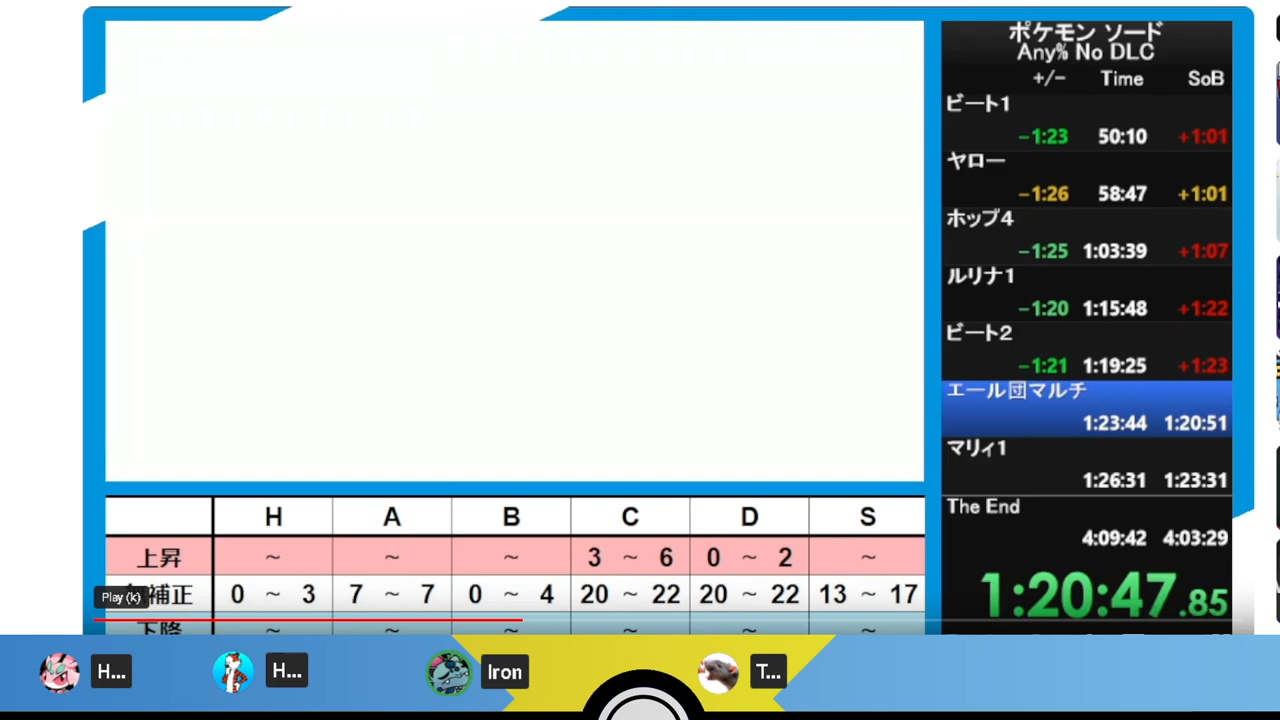 ポケモン ソード
Any% No DLC
+/- Time SoB
ビート1
-1:23 50:10 +1:01
ヤロー
-1:26 58:47 +1:01
ホップ4
-1:25 1:03:39 +1:07
ルリナ1
-1:20 1:15:48 +1:22
ビート2
-1:21 1:19:25 +1:23
エール団マルチ
1:23:44 1:20:51
マリィ1
1:26:31 1:23:31
The End
4:09:42 4:03:29
1:20:47.85
H A B C D S
上昇 ~ ~ ~ 3 ~ 6 0 ~ 2 ~
補正 0 ~ 3 7 ~ 7 0 ~ 4 20 ~ 22 20 ~ 22 13 ~ 17
下降 ~ ~ ~ ~ ~ ~
Play (k)
H... H... Iron T...